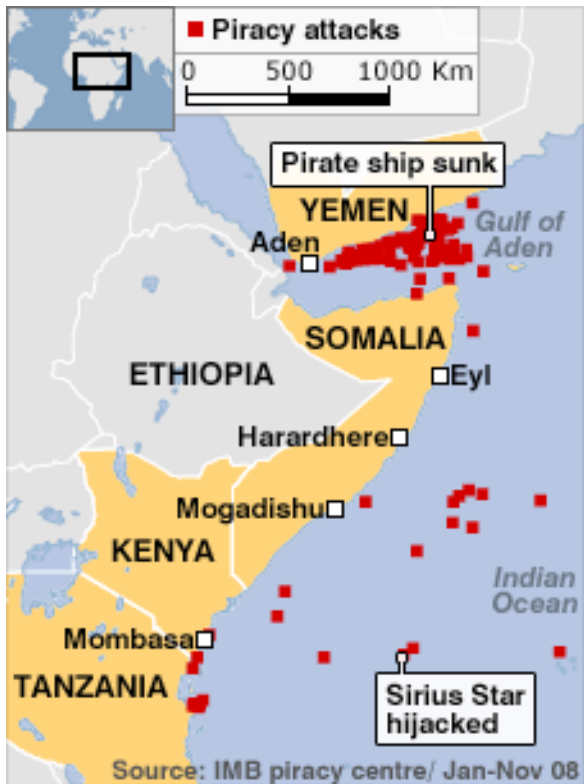 Piracy attacks
0 500 1000 Km
Pirate ship sunk
YEMEN
Gulf of
Aden
Aden
SOMALIA
ETHIOPIA
Eyl
Harardhere
Mogadishu
KENYA
Indian
Ocean
Mombasa
TANZANIA
Sirius Star
hijacked
Source: IMB piracy centre/ Jan-Nov 08